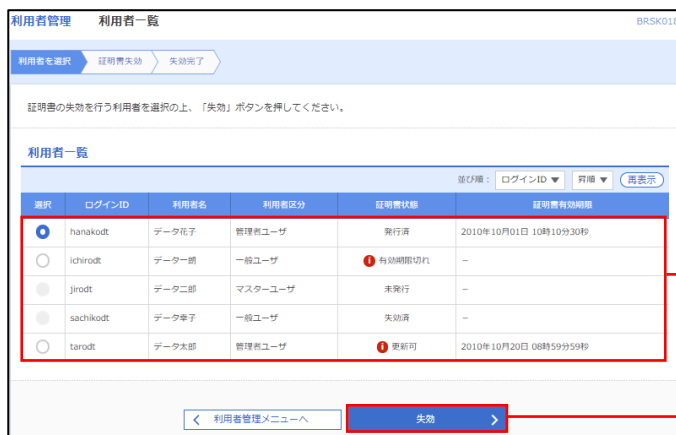 利用者管理 利用者一覧 BRSK018
利用者を選択 証明書失効 失効完了
証明書の失効を行う利用者を選択の上、「失効」ボタンを押してください。
利用者一覧
並び順： ログインID ▼ 昇順 ▼ 再表示
選択 ログインID 利用者名 利用者区分 証明書状態 証明書有効期限
hanakodt データ花子 管理者ユーザ 発行済 2010年10月01日 10時10分30秒
ichirodt データ一朗 一般ユーザ 有効期限切れ －
jirodt データ二郎 マスターユーザ 未発行 －
sachikodt データ幸子 一般ユーザ 失効済 －
tarodt データ太郎 管理者ユーザ 更新可 2010年10月20日 08時59分59秒
利用者管理メニューへ 失効